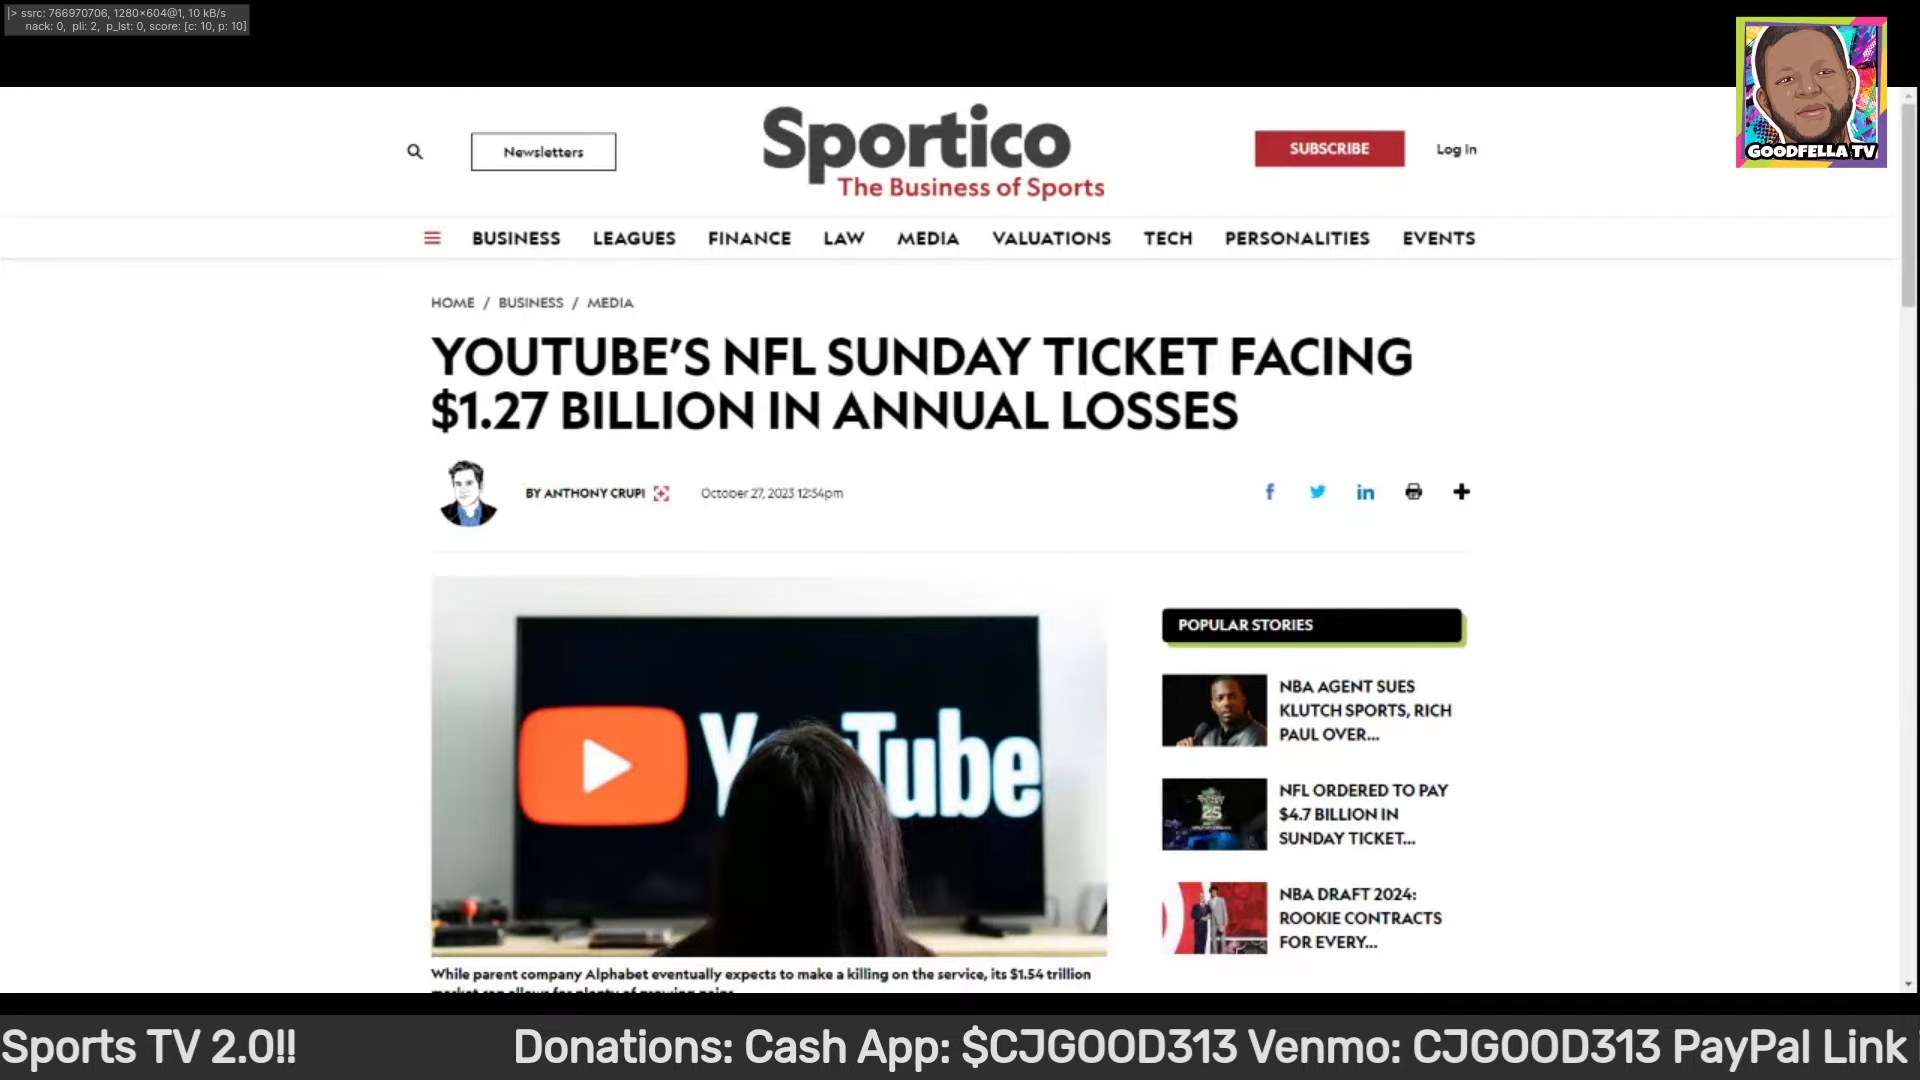 |> ssrc: 766970706, 1280×604@1, 10 kB/s
nack: 0, pli: 2, p_lst: 0, score: [c: 10, p: 10]
GOODFELLA TV
Newsletters
Sportico
The Business of Sports
SUBSCRIBE
Log In
BUSINESS LEAGUES FINANCE LAW MEDIA VALUATIONS TECH PERSONALITIES EVENTS
HOME / BUSINESS / MEDIA
YOUTUBE’S NFL SUNDAY TICKET FACING
$1.27 BILLION IN ANNUAL LOSSES
BY ANTHONY CRUPI
October 27, 2023 12:54pm
Y Tube
While parent company Alphabet eventually expects to make a killing on the service, its $1.54 trillion
POPULAR STORIES
NBA AGENT SUES
KLUTCH SPORTS, RICH
PAUL OVER...
NFL ORDERED TO PAY
$4.7 BILLION IN
SUNDAY TICKET...
NBA DRAFT 2024:
ROOKIE CONTRACTS
FOR EVERY...
Sports TV 2.0!! Donations: Cash App: $CJGOOD313 Venmo: CJGOOD313 PayPal Link